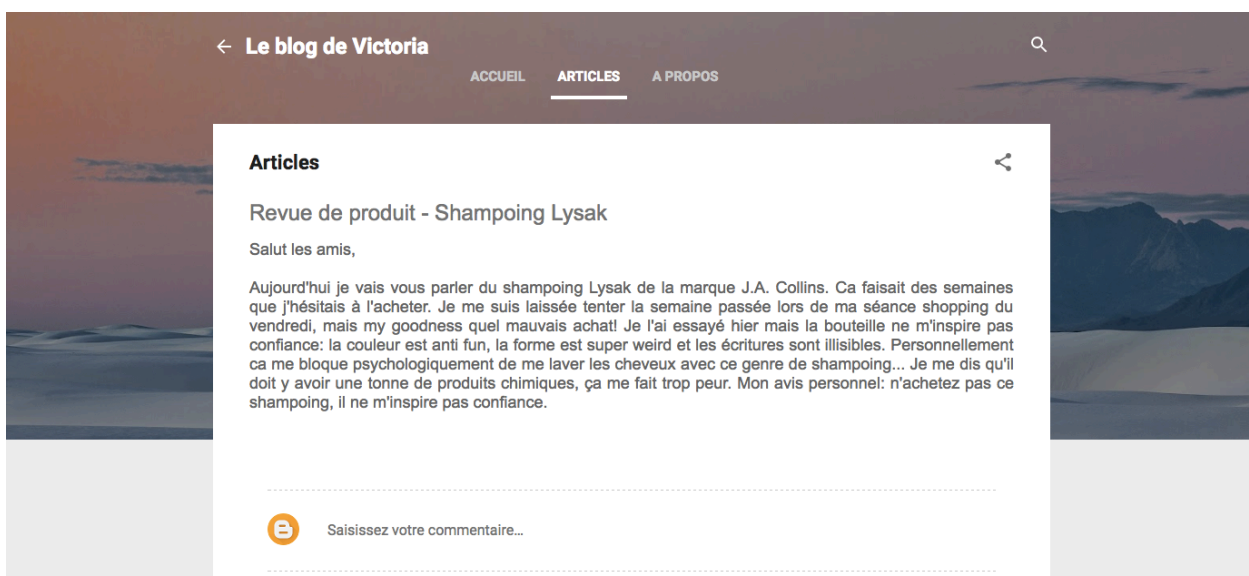 Le blog de Victoria
ACCUEIL ARTICLES A PROPOS
Articles
Revue de produit - Shampoing Lysak
Salut les amis,
Aujourd'hui je vais vous parler du shampoing Lysak de la marque J.A. Collins. Ca faisait des semaines
que j'hésitais à l'acheter. Je me suis laissée tenter la semaine passée lors de ma séance shopping du
vendredi, mais my goodness quel mauvais achat! Je l'ai essayé hier mais la bouteille ne m'inspire pas
confiance: la couleur est anti fun, la forme est super weird et les écritures sont illisibles. Personnellement
ca me bloque psychologiquement de me laver les cheveux avec ce genre de shampoing... Je me dis qu'il
doit y avoir une tonne de produits chimiques, ça me fait trop peur. Mon avis personnel: n'achetez pas ce
shampoing, il ne m'inspire pas confiance.
Saisissez votre commentaire...